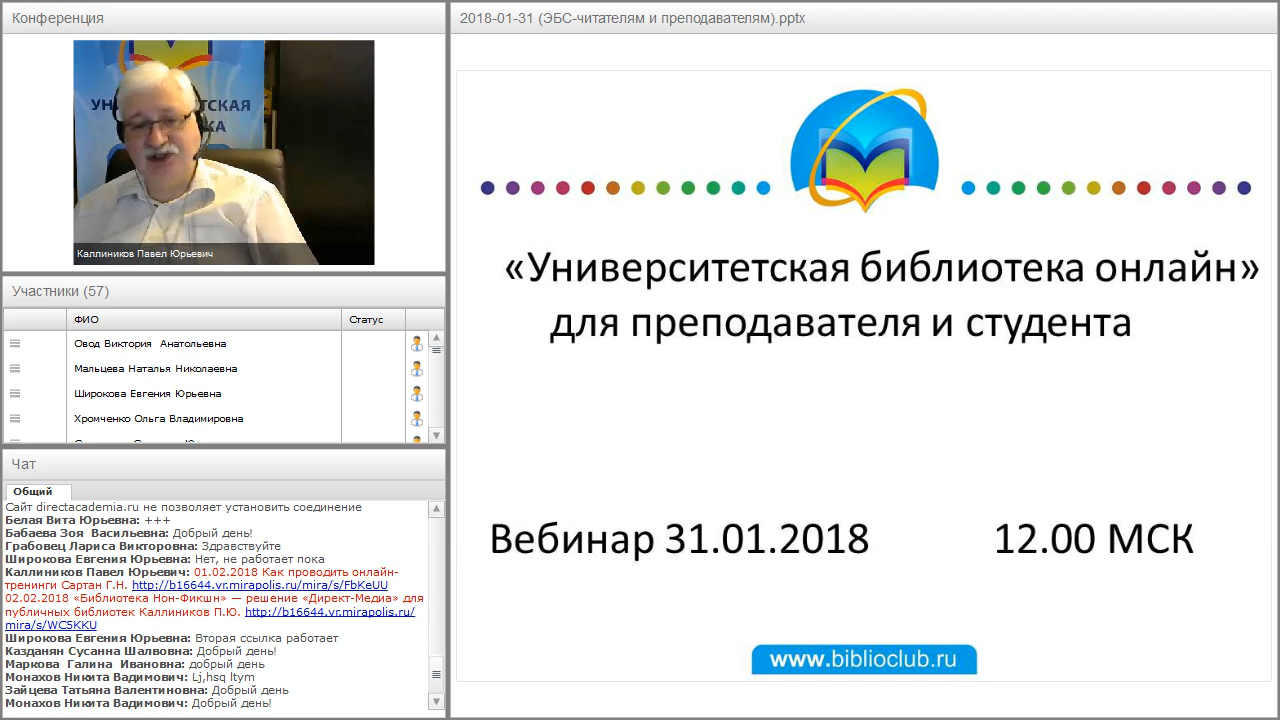 Конференция
УНИВЕРСИТЕТСКАЯ
Каллиников Павел Юрьевич
Участники (57)
ФИО Статус
Овод Виктория Анатольевна
Мальцева Наталья Николаевна
Широкова Евгения Юрьевна
Хромченко Ольга Владимировна
Чат
Общий
Сайт directacademia.ru не позволяет установить соединение
Белая Вита Юрьевна: +++
Бабаева Зоя Васильевна: Добрый день!
Грабовец Лариса Викторовна: Здравствуйте
Широкова Евгения Юрьевна: Нет, не работает пока
Каллиников Павел Юрьевич: 01.02.2018 Как проводить онлайн-
тренинги Сартан Г.Н. http://b16644.vr.mirapolis.ru/mira/s/FbKeUU
02.02.2018 «Библиотека Нон-Фикшн» — решение «Директ-Медиа» для
публичных библиотек Каллиников П.Ю. http://b16644.vr.mirapolis.ru/
mira/s/WC5KKU
Широкова Евгения Юрьевна: Вторая ссылка работает
Казданян Сусанна Шалвовна: Добрый день!
Маркова Галина Ивановна: добрый день
Монахов Никита Вадимович: Lj,hsq ltym
Зайцева Татьяна Валентиновна: Добрый день
Монахов Никита Вадимович: Добрый день!
2018-01-31 (ЭБС-читателям и преподавателям).pptx
«Университетская библиотека онлайн»
для преподавателя и студента
Вебинар 31.01.2018 12.00 МСК
www.biblioclub.ru